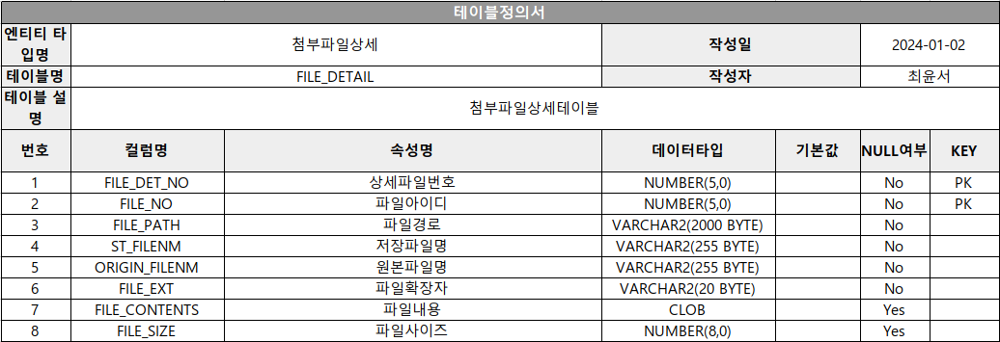 테이블정의서
엔티티 타
입명 첨부파일상세 작성일 2024-01-02
테이블명 FILE_DETAIL 작성자 최윤서
테이블 설
명 첨부파일상세테이블
번호 컬럼명 속성명 데이터타입 기본값 NULL여부 KEY
1 FILE_DET_NO 상세파일번호 NUMBER(5,0) No PK
2 FILE_NO 파일아이디 NUMBER(5,0) No PK
3 FILE_PATH 파일경로 VARCHAR2(2000 BYTE) No
4 ST_FILENM 저장파일명 VARCHAR2(255 BYTE) No
5 ORIGIN_FILENM 원본파일명 VARCHAR2(255 BYTE) No
6 FILE_EXT 파일확장자 VARCHAR2(20 BYTE) No
7 FILE_CONTENTS 파일내용 CLOB Yes
8 FILE_SIZE 파일사이즈 NUMBER(8,0) Yes